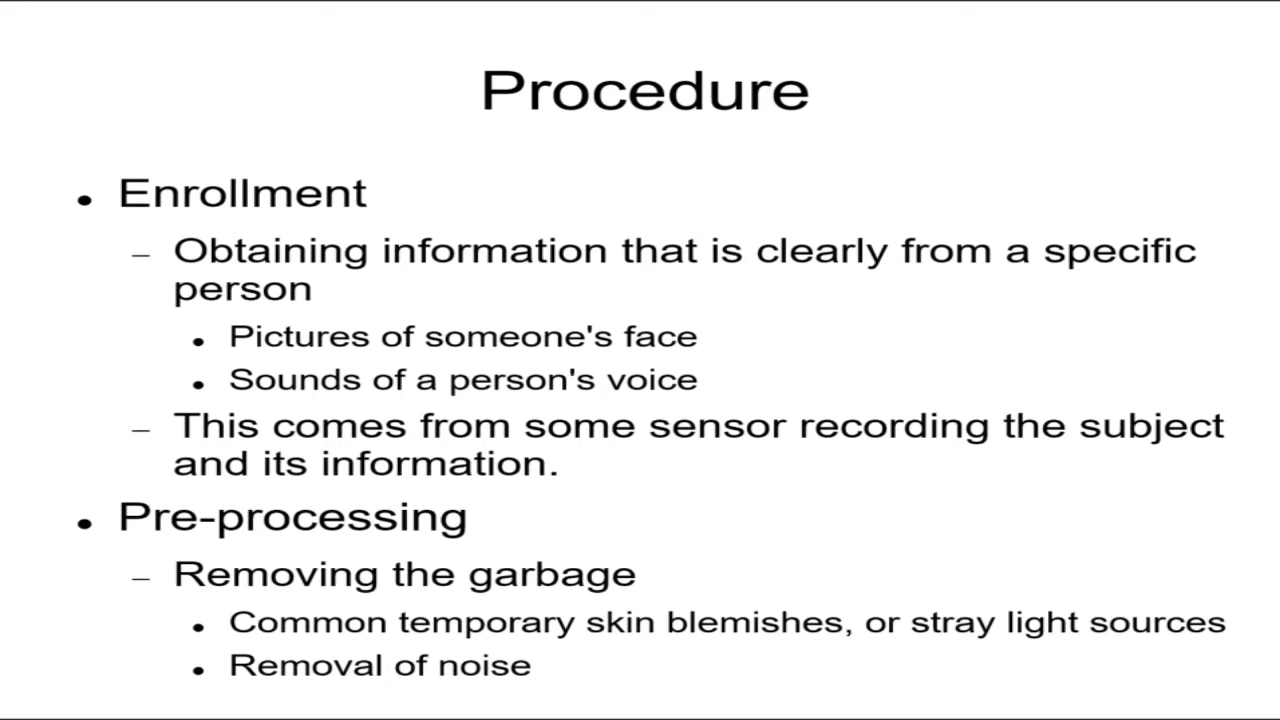 Procedure
• Enrollment
– Obtaining information that is clearly from a specific
person
• Pictures of someone's face
• Sounds of a person's voice
– This comes from some sensor recording the subject
and its information.
• Pre-processing
– Removing the garbage
• Common temporary skin blemishes, or stray light sources
• Removal of noise